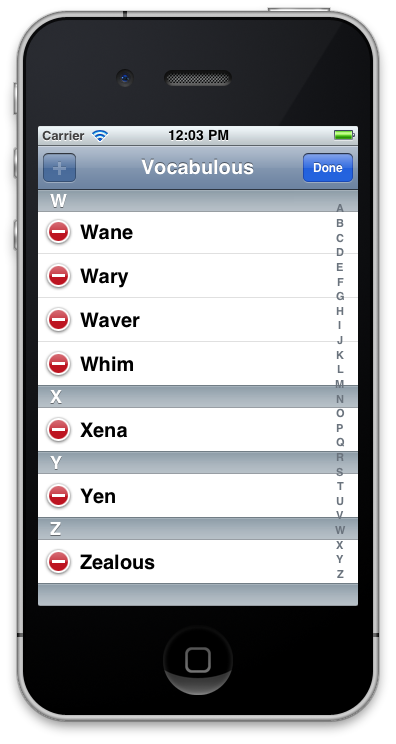 Carrier 12:03 PM
+ Vocabulous Done
W
Wane
Wary
Waver
Whim
X
Xena
Y
Yen
Z
Zealous
A
B
C
D
E
F
G
H
I
J
K
L
M
N
O
P
Q
R
S
T
U
V
W
X
Y
Z